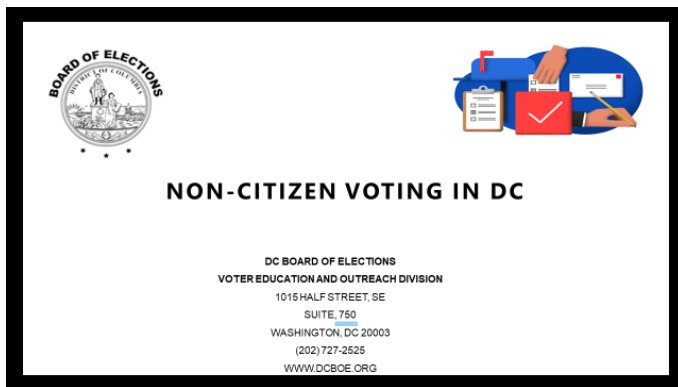 BOARD OF ELECTIONS
DISTRICT OF COLUMBIA
NON-CITIZEN VOTING IN DC
DC BOARD OF ELECTIONS
VOTER EDUCATION AND OUTREACH DIVISION
1015 HALF STREET, SE
SUITE, 750
WASHINGTON, DC 20003
(202) 727-2525
WWW.DCBOE.ORG